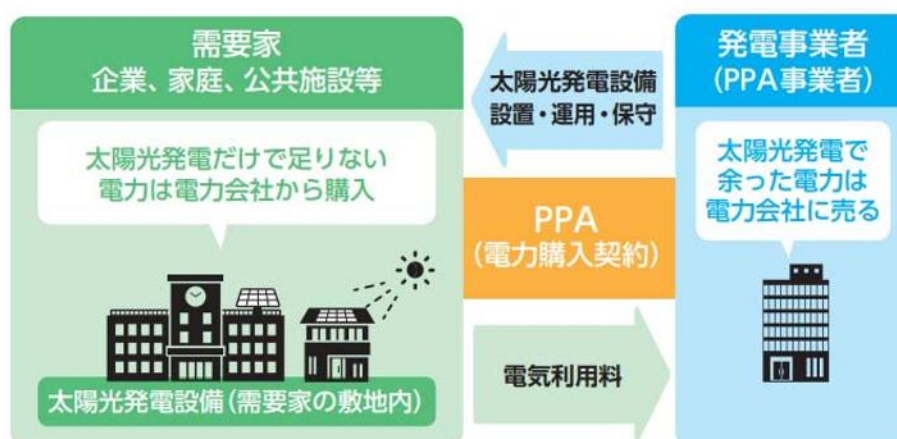 需要家
企業、家庭、公共施設等
太陽光発電だけで足りない
電力は電力会社から購入
太陽光発電設備(需要家の敷地内)
太陽光発電設備
設置・運用・保守
PPA
(電力購入契約)
電気利用料
発電事業者
(PPA事業者)
太陽光発電で
余った電力は
電力会社に売る